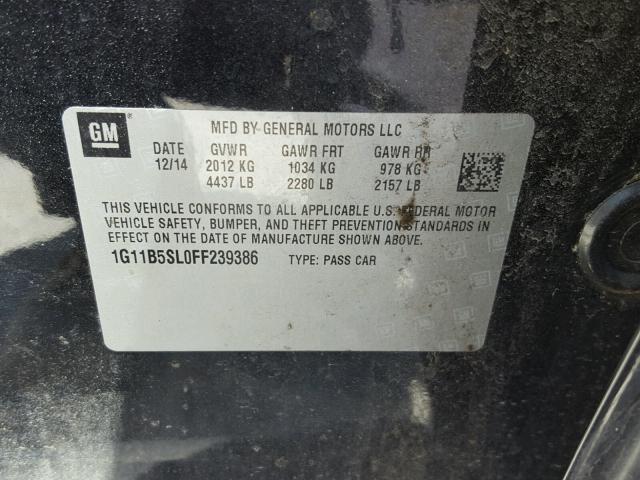 GM ®
MFD BY GENERAL MOTORS LLC
DATE GVWR GAWR FRT GAWR RR
12/14 2012 KG 1034 KG 978 KG
4437 LB 2280 LB 2157 LB
THIS VEHICLE CONFORMS TO ALL APPLICABLE U.S. FEDERAL MOTOR
VEHICLE SAFETY, BUMPER, AND THEFT PREVENTION STANDARDS IN
EFFECT ON THE DATE OF MANUFACTURE SHOWN ABOVE.
1G11B5SL0FF239386 TYPE: PASS CAR